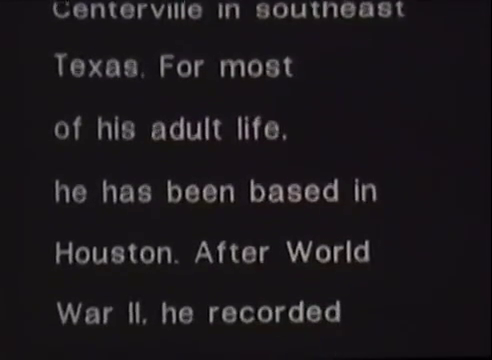 Centerville in southeast
Texas. For most
of his adult life,
he has been based in
Houston. After World
War II, he recorded